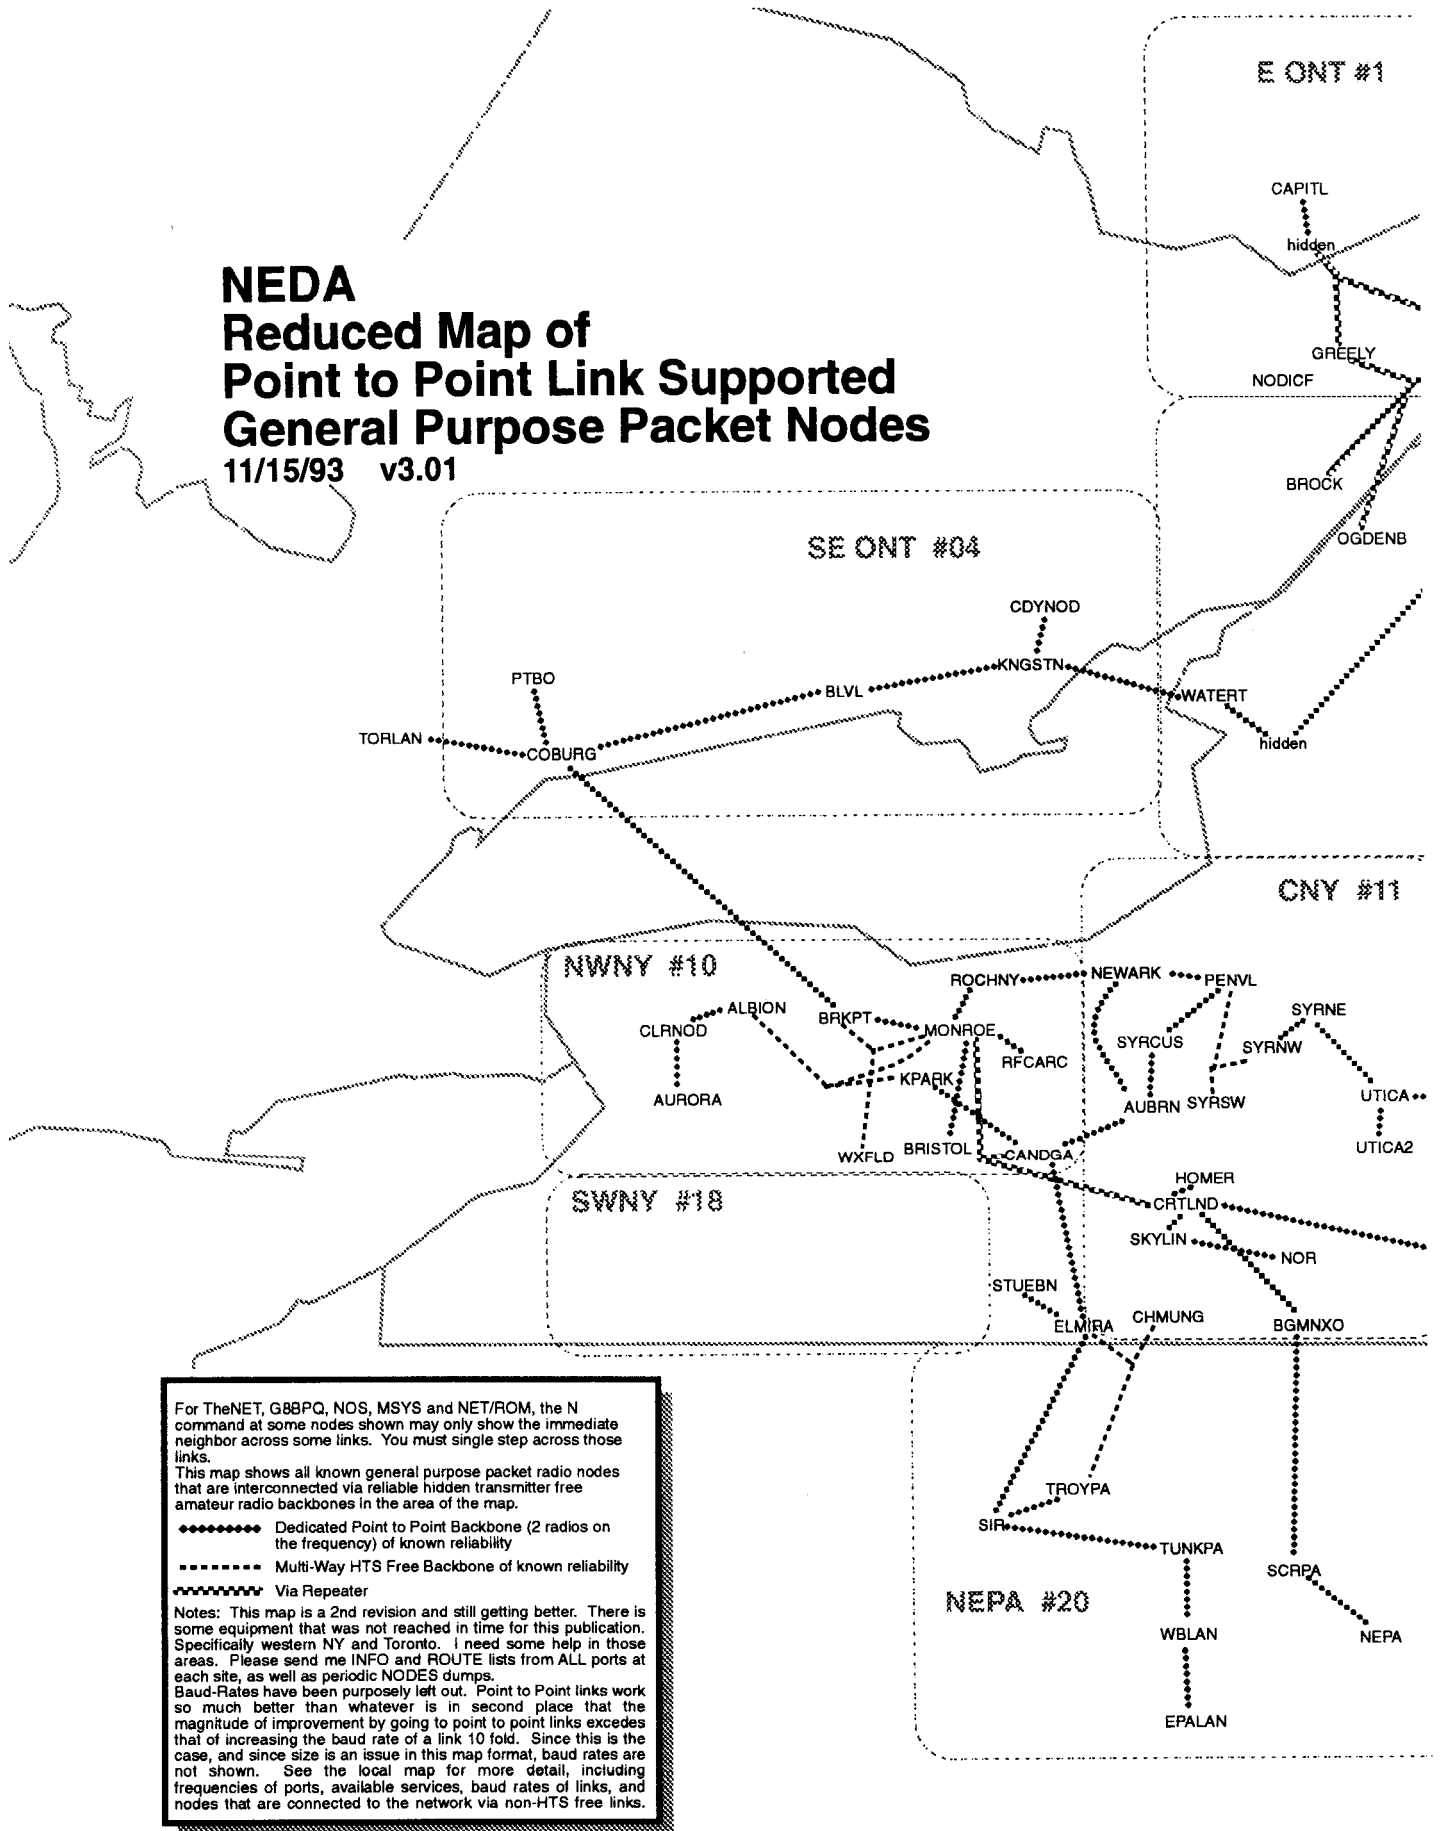 E ONT #1
CAPITL
hidden
NEDA
Reduced Map of
Point to Point Link Supported
General Purpose Packet Nodes
11/15/93 v3.01
GREELY
NODICF
BROCK
OGDENB
SE ONT #04
CDYNOD
KNGSTN
PTBO
BLVL
WATERT
TORLAN
COBURG
hidden
CNY #11
NWNY #10
ROCHNY
NEWARK
PENVL
ALBION
BRKPT
SYRNE
CLRNOD
MONROE
SYRCUS
SYRNW
RFCARC
KPARK
AURORA
AUBRN
SYRSW
UTICA
WXFLD
BRISTOL
CANDGA
UTICA2
HOMER
SWNY #18
CRTLND
SKYLIN
NOR
STUEBN
ELMIRA
CHMUNG
BGMNXO
For TheNET, G8BPQ, NOS, MSYS and NET/ROM, the N
command at some nodes shown may only show the immediate
neighbor across some links. You must single step across those
links.
This map shows all known general purpose packet radio nodes
that are interconnected via reliable hidden transmitter free
amateur radio backbones in the area of the map.
Dedicated Point to Point Backbone (2 radios on
the frequency) of known reliability
Multi-Way HTS Free Backbone of known reliability
Via Repeater
Notes: This map is a 2nd revision and still getting better. There is
some equipment that was not reached in time for this publication.
Specifically western NY and Toronto. I need some help in those
areas. Please send me INFO and ROUTE lists from ALL ports at
each site, as well as periodic NODES dumps.
Baud-Rates have been purposely left out. Point to Point links work
so much better than whatever is in second place that the
magnitude of improvement by going to point to point links excedes
that of increasing the baud rate of a link 10 fold. Since this is the
case, and since size is an issue in this map format, baud rates are
not shown. See the local map for more detail, including
frequencies of ports, available services, baud rates of links, and
nodes that are connected to the network via non-HTS free links.
TROYPA
SIR
TUNKPA
SCRPA
NEPA #20
WBLAN
NEPA
EPALAN